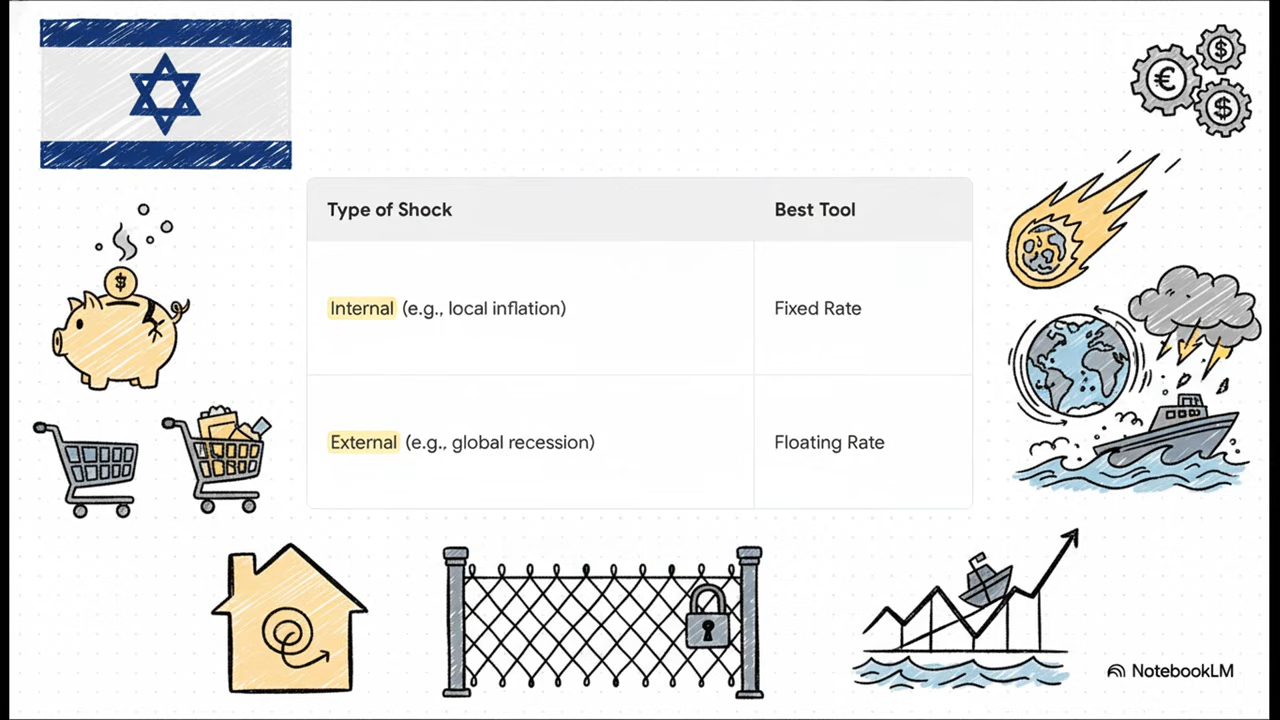 Type of Shock
Best Tool
Internal (e.g., local inflation)
Fixed Rate
External (e.g., global recession)
Floating Rate
€
$
$
$
NotebookLM